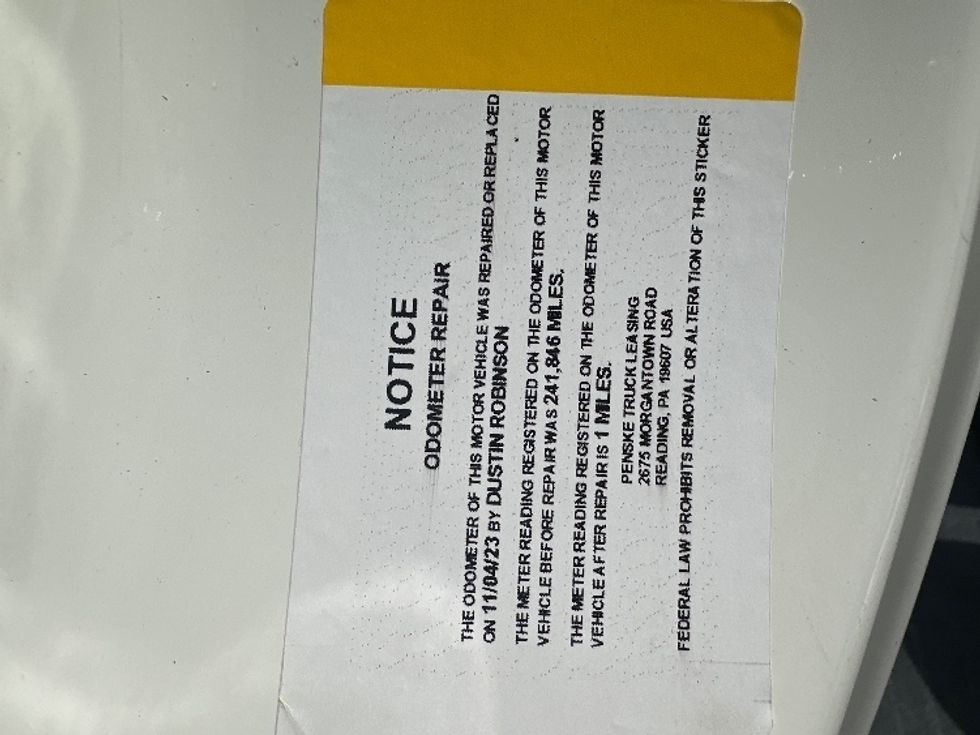 NOTICE
ODOMETER REPAIR
THE ODOMETER OF THIS MOTOR VEHICLE WAS REPAIRED OR REPLACED
ON 11/04/23 BY DUSTIN ROBINSON
THE METER READING REGISTERED ON THE ODOMETER OF THIS MOTOR
VEHICLE BEFORE REPAIR WAS 241,846 MILES.
THE METER READING REGISTERED ON THE ODOMETER OF THIS MOTOR
VEHICLE AFTER REPAIR IS 1 MILES.
PENSKE TRUCK LEASING
2675 MORGANTOWN ROAD
READING, PA 19607 USA
FEDERAL LAW PROHIBITS REMOVAL OR ALTERATION OF THIS STICKER